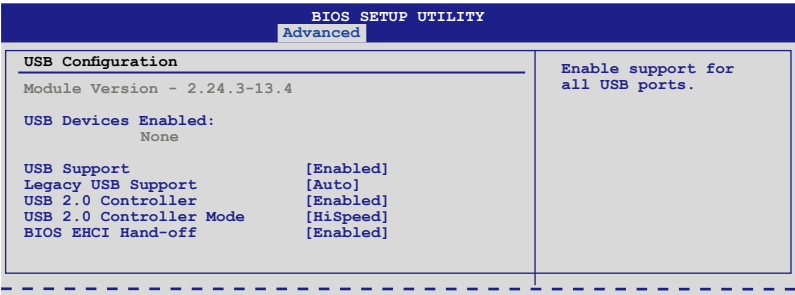 BIOS SETUP UTILITY
Advanced
USB Configuration
Module Version - 2.24.3-13.4
USB Devices Enabled:
None
USB Support [Enabled]
Legacy USB Support [Auto]
USB 2.0 Controller [Enabled]
USB 2.0 Controller Mode [HiSpeed]
BIOS EHCI Hand-off [Enabled]
Enable support for
all USB ports.